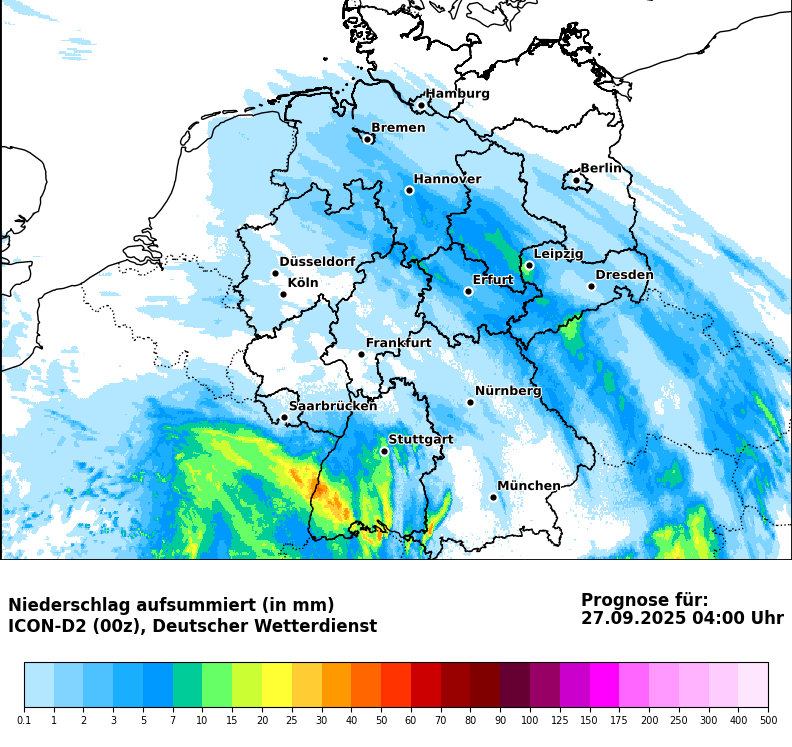 Hamburg
Bremen
Berlin
Hannover
Düsseldorf
Leipzig
Köln
Erfurt
Dresden
Frankfurt
Nürnberg
Saarbrücken
Stuttgart
München
Niederschlag aufsummiert (in mm)
ICON-D2 (00z), Deutscher Wetterdienst
Prognose für:
27.09.2025 04:00 Uhr
0.1 1 2 3 5 7 10 15 20 25 30 40 50 60 70 80 90 100 125 150 175 200 250 300 400 500